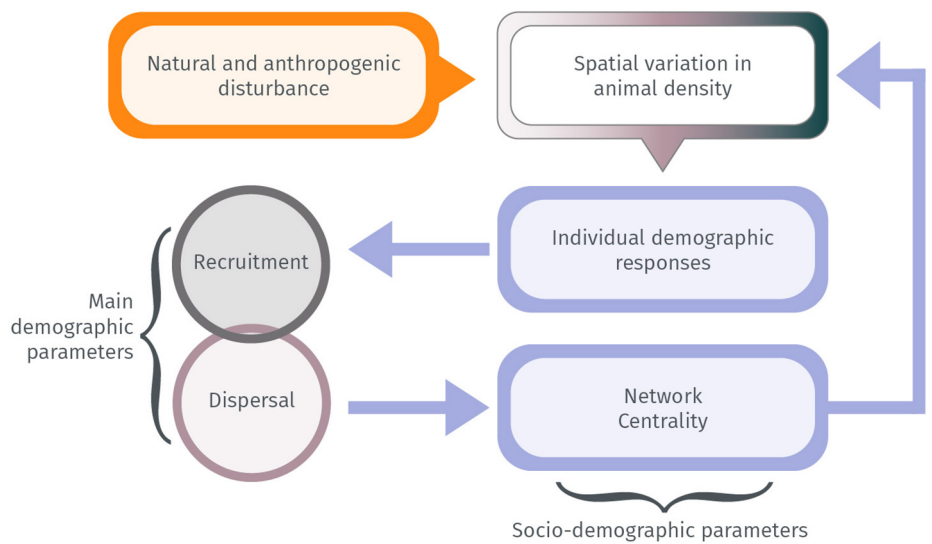 Natural and anthropogenic
disturbance
Spatial variation in
animal density
Individual demographic
responses
Recruitment
Main
demographic
parameters
Dispersal
Network
Centrality
Socio-demographic parameters